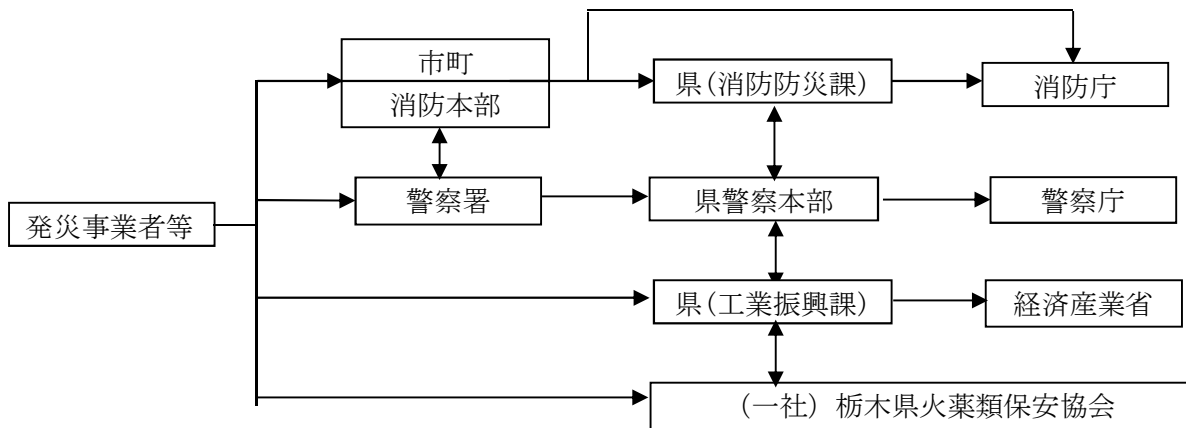 市町
消防本部
県(消防防災課)
消防庁
警察署
県警察本部
警察庁
発災事業者等
県(工業振興課)
経済産業省
(一社)栃木県火薬類保安協会